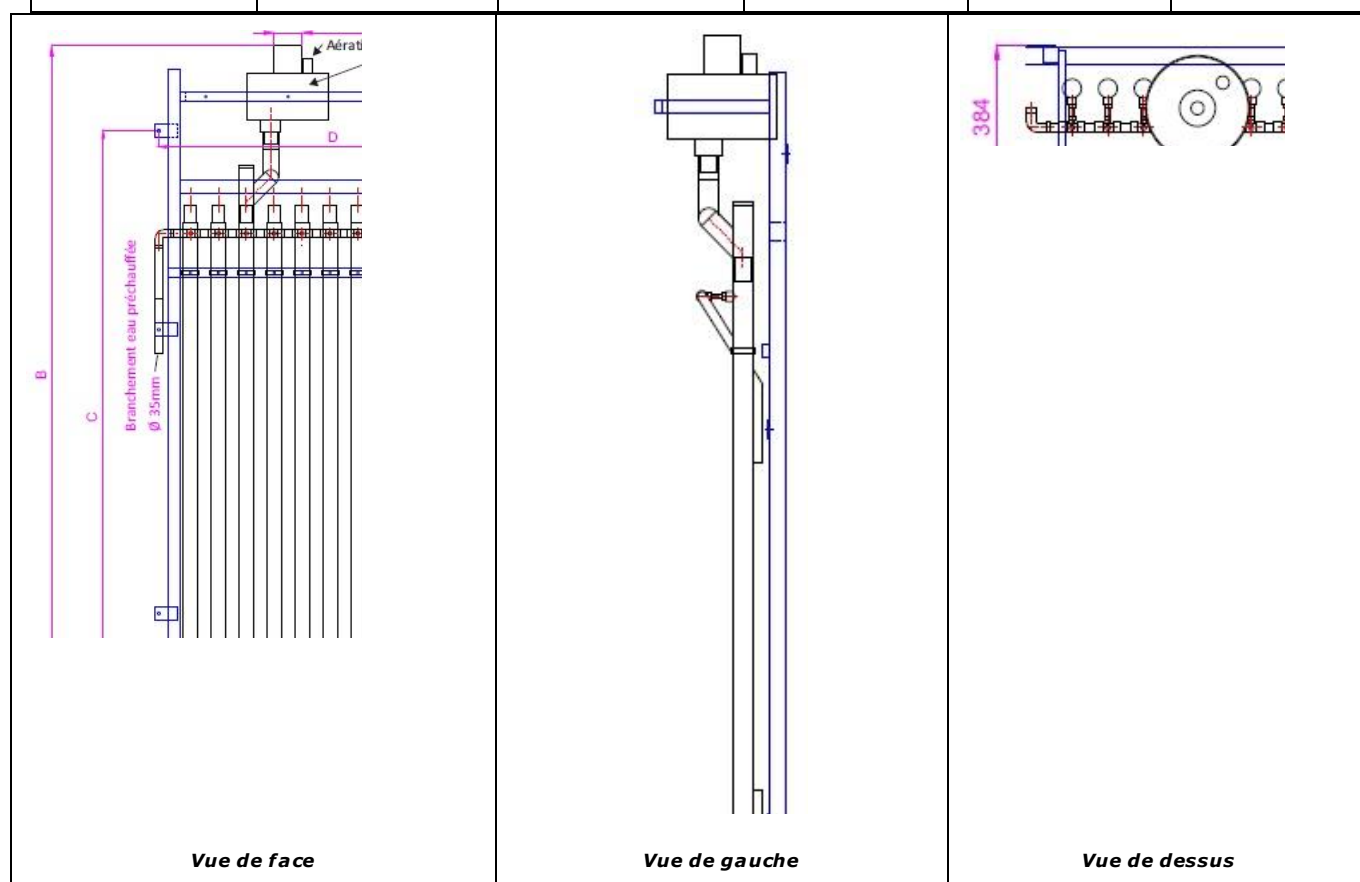 Aérati
D
B
C
Branchement eau préchauffée
Ø 35mm
384
Vue de face
Vue de gauche
Vue de dessus